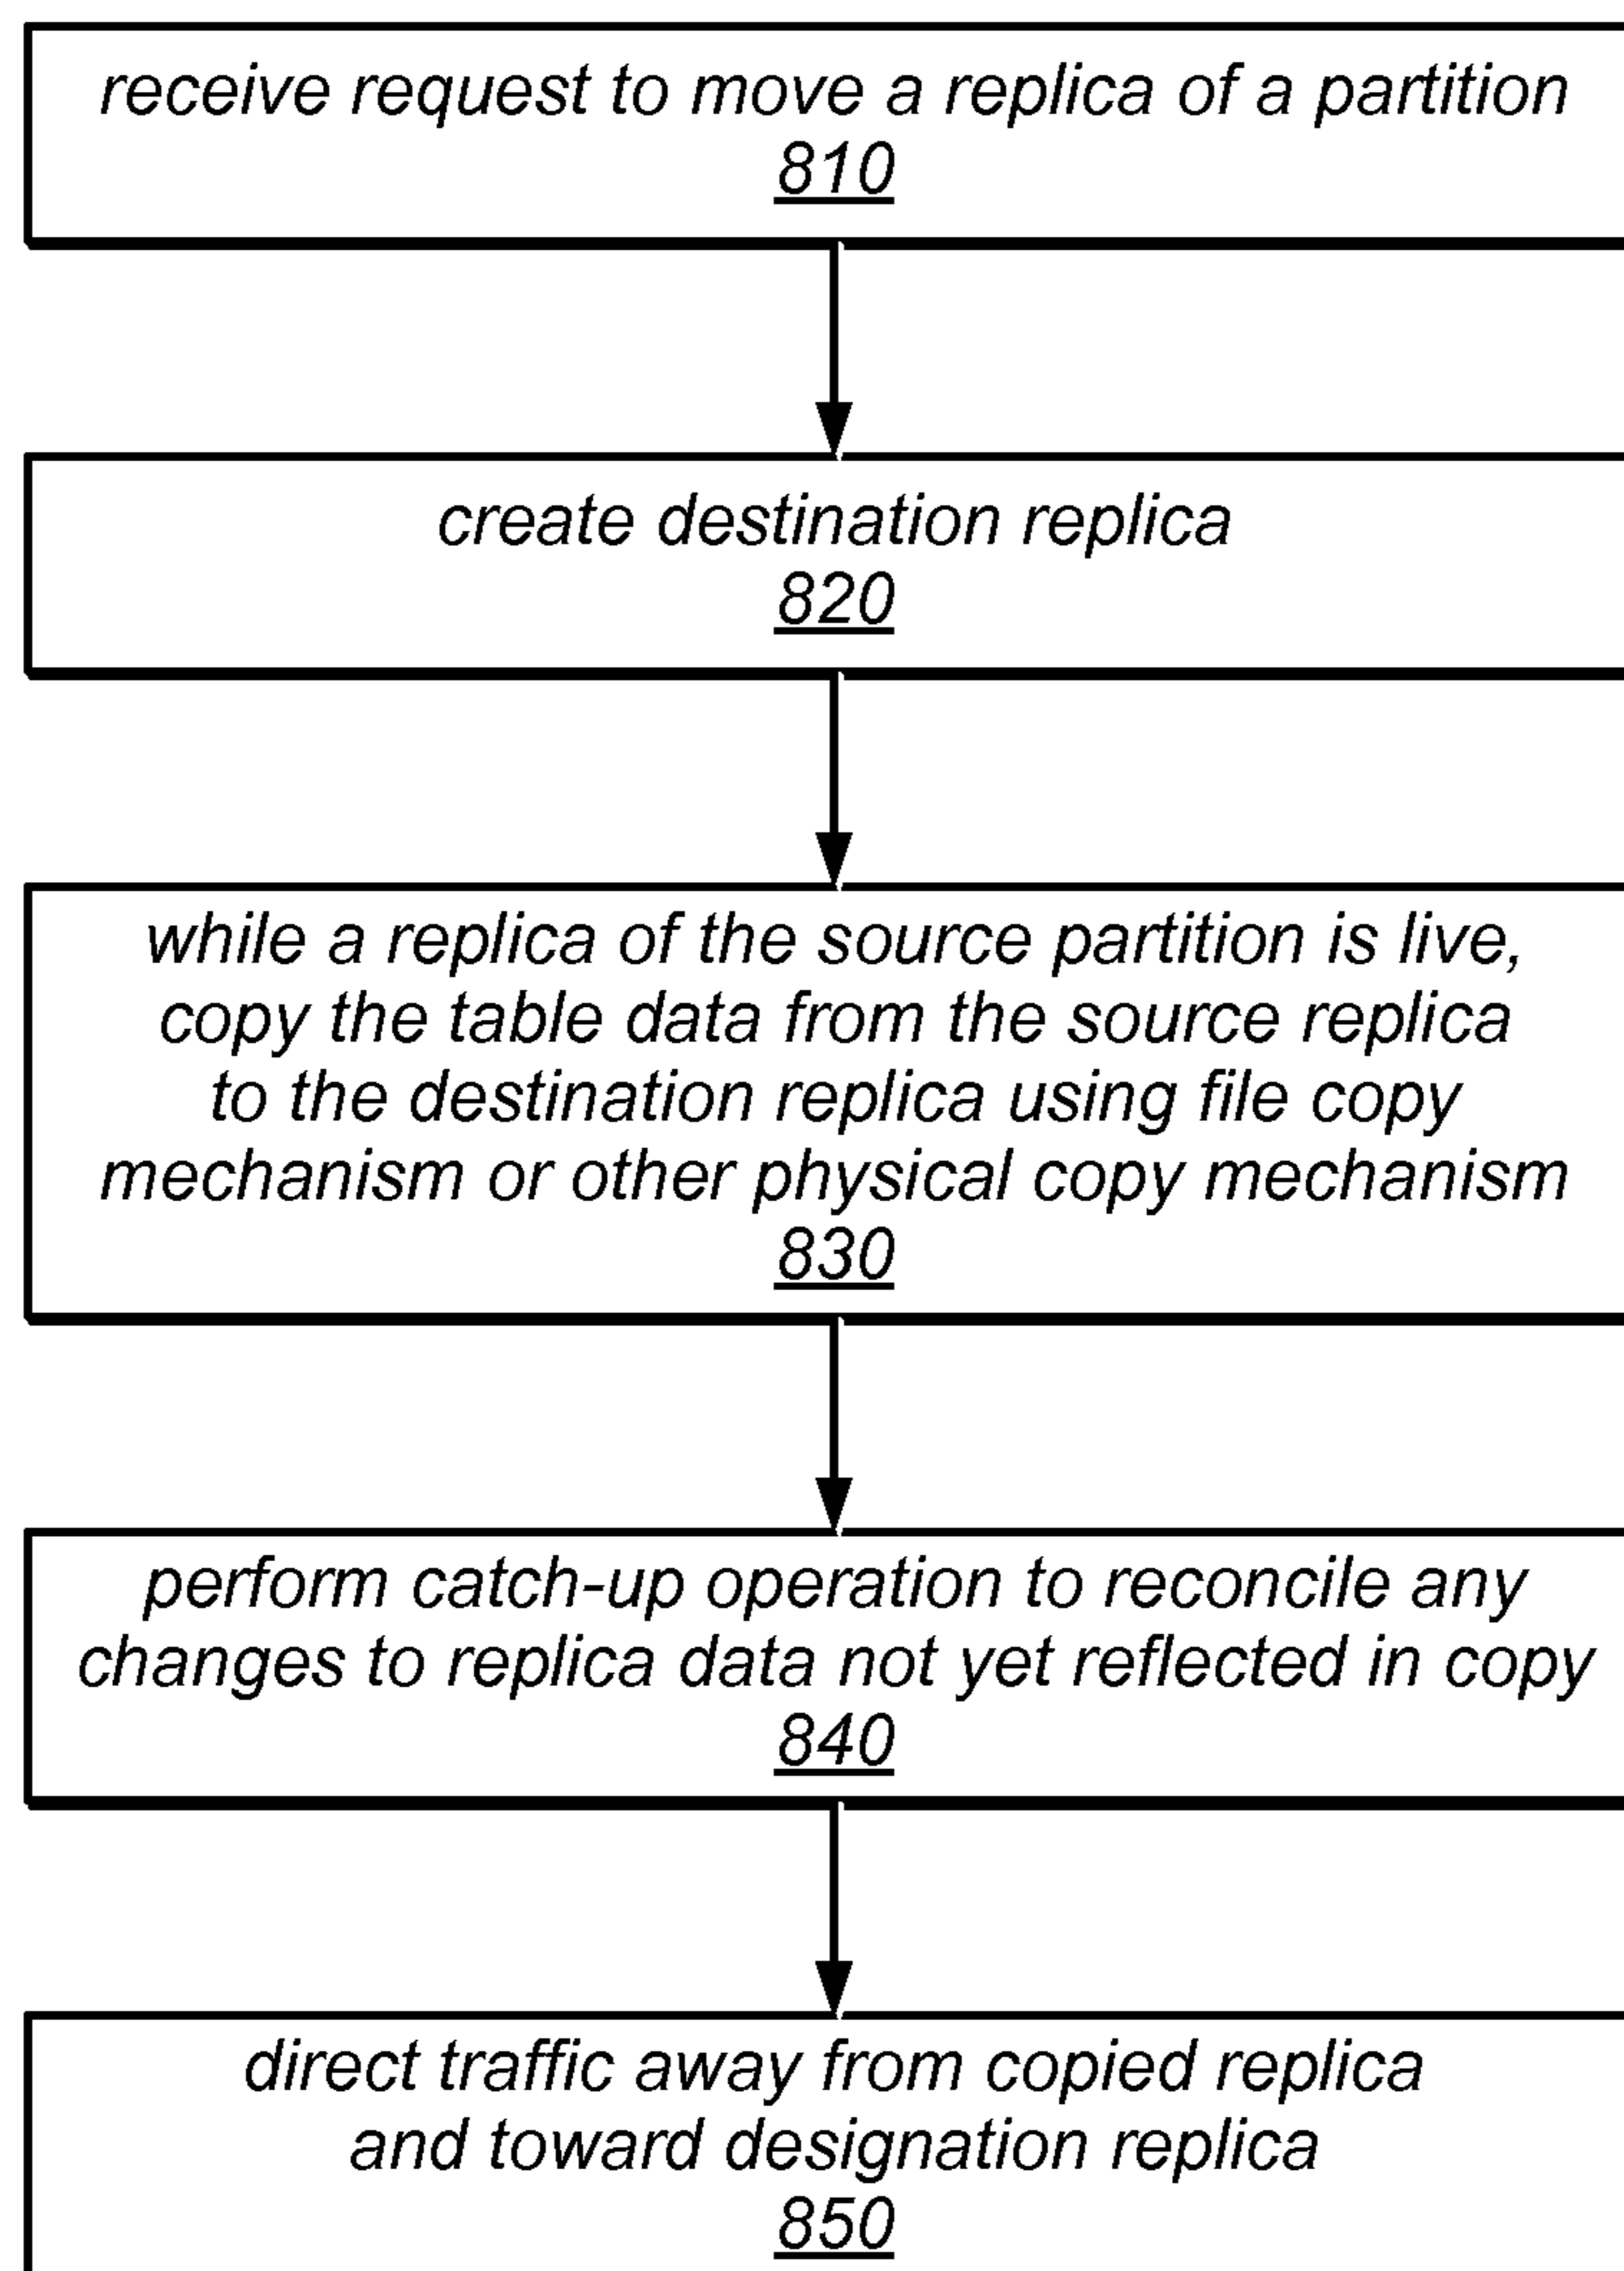 receive request to move a replica of a partition
810
create destination replica
820
while a replica of the source partition is live,
copy the table data from the source replica
to the destination replica using file copy
mechanism or other physical copy mechanism
830
perform catch-up operation to reconcile any
changes to replica data not yet reflected in copy
840
direct traffic away from copied replica
and toward designation replica
850